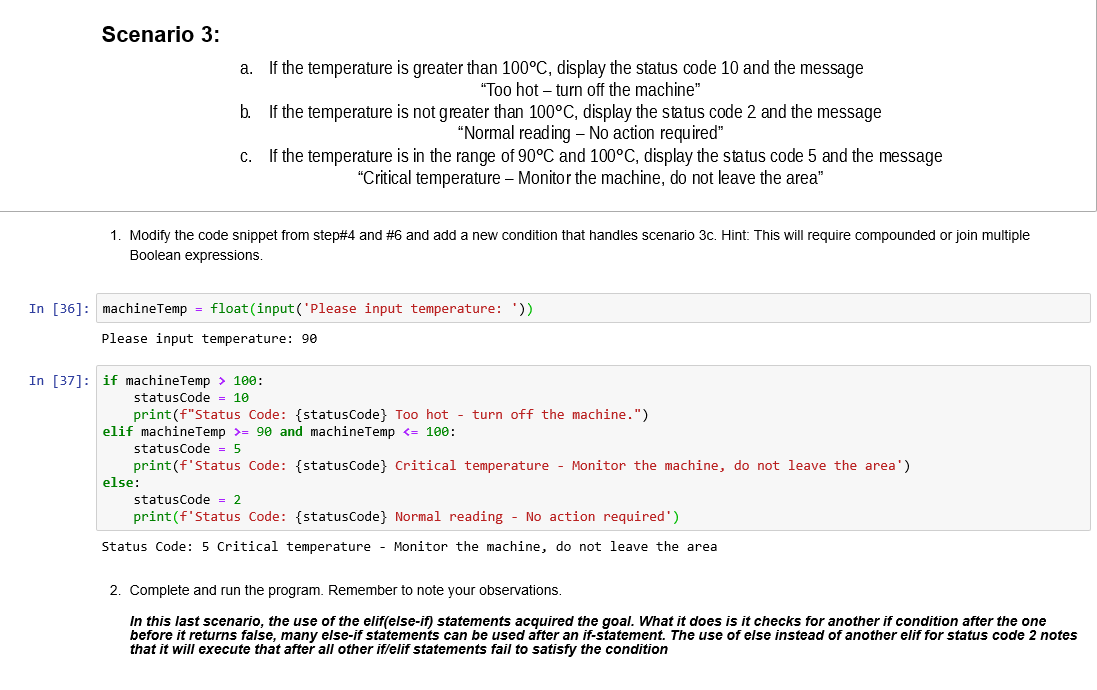 Scenario 3:
a. If the temperature is greater than 100°C, display the status code 10 and the message
“Too hot – turn off the machine”
b. If the temperature is not greater than 100°C, display the status code 2 and the message
“Normal reading – No action required”
c. If the temperature is in the range of 90°C and 100°C, display the status code 5 and the message
“Critical temperature – Monitor the machine, do not leave the area”
1. Modify the code snippet from step#4 and #6 and add a new condition that handles scenario 3c. Hint: This will require compounded or join multiple
Boolean expressions.
In [36]: machineTemp = float(input('Please input temperature: '))
Please input temperature: 90
In [37]: if machineTemp > 100:
    statusCode = 10
    print(f"Status Code: {statusCode} Too hot - turn off the machine.")
elif machineTemp >= 90 and machineTemp <= 100:
    statusCode = 5
    print(f'Status Code: {statusCode} Critical temperature - Monitor the machine, do not leave the area')
else:
    statusCode = 2
    print(f'Status Code: {statusCode} Normal reading - No action required')
Status Code: 5 Critical temperature - Monitor the machine, do not leave the area
2. Complete and run the program. Remember to note your observations.
In this last scenario, the use of the elif(else-if) statements acquired the goal. What it does is it checks for another if condition after the one
before it returns false, many else-if statements can be used after an if-statement. The use of else instead of another elif for status code 2 notes
that it will execute that after all other if/elif statements fail to satisfy the condition